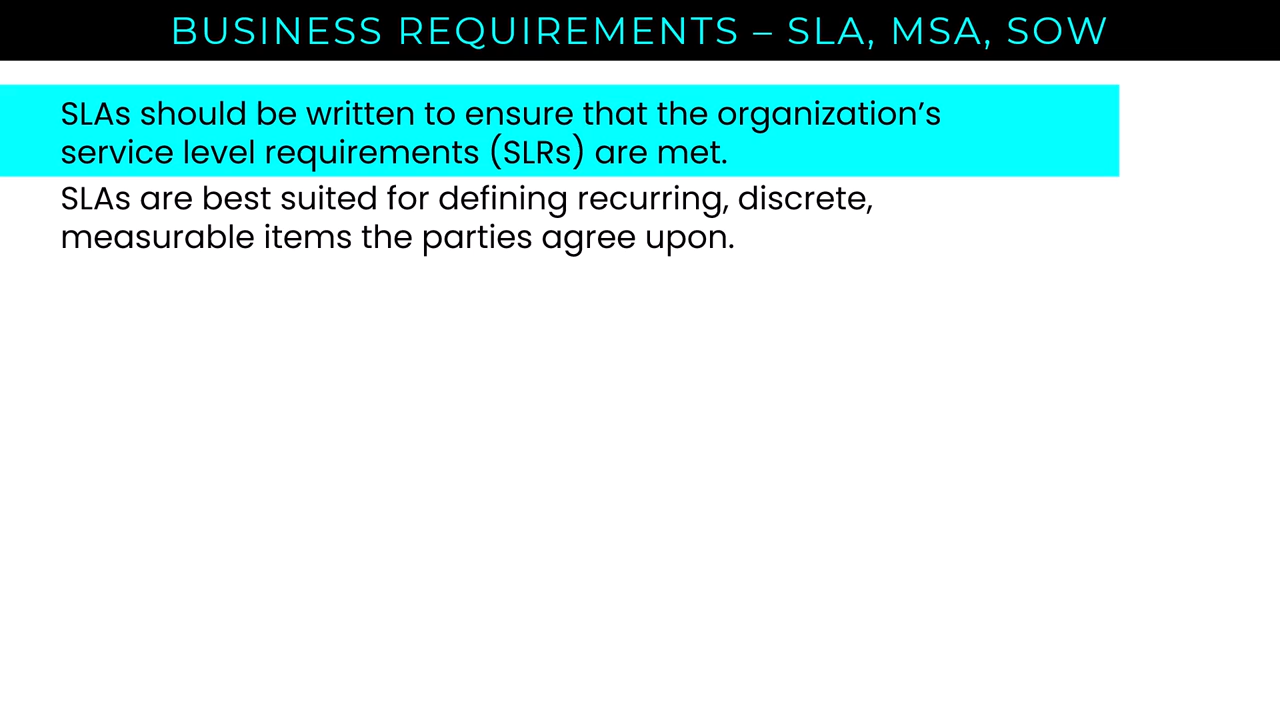 BUSINESS REQUIREMENTS – SLA, MSA, SOW
SLAs should be written to ensure that the organization’s
service level requirements (SLRs) are met.
SLAs are best suited for defining recurring, discrete,
measurable items the parties agree upon.